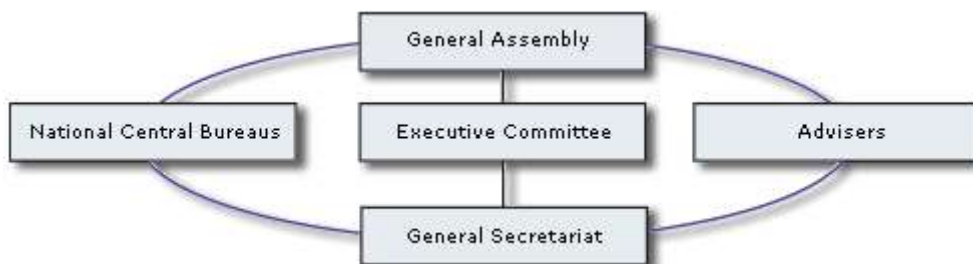 General Assembly
National Central Bureaus
Executive Committee
Advisers
General Secretariat